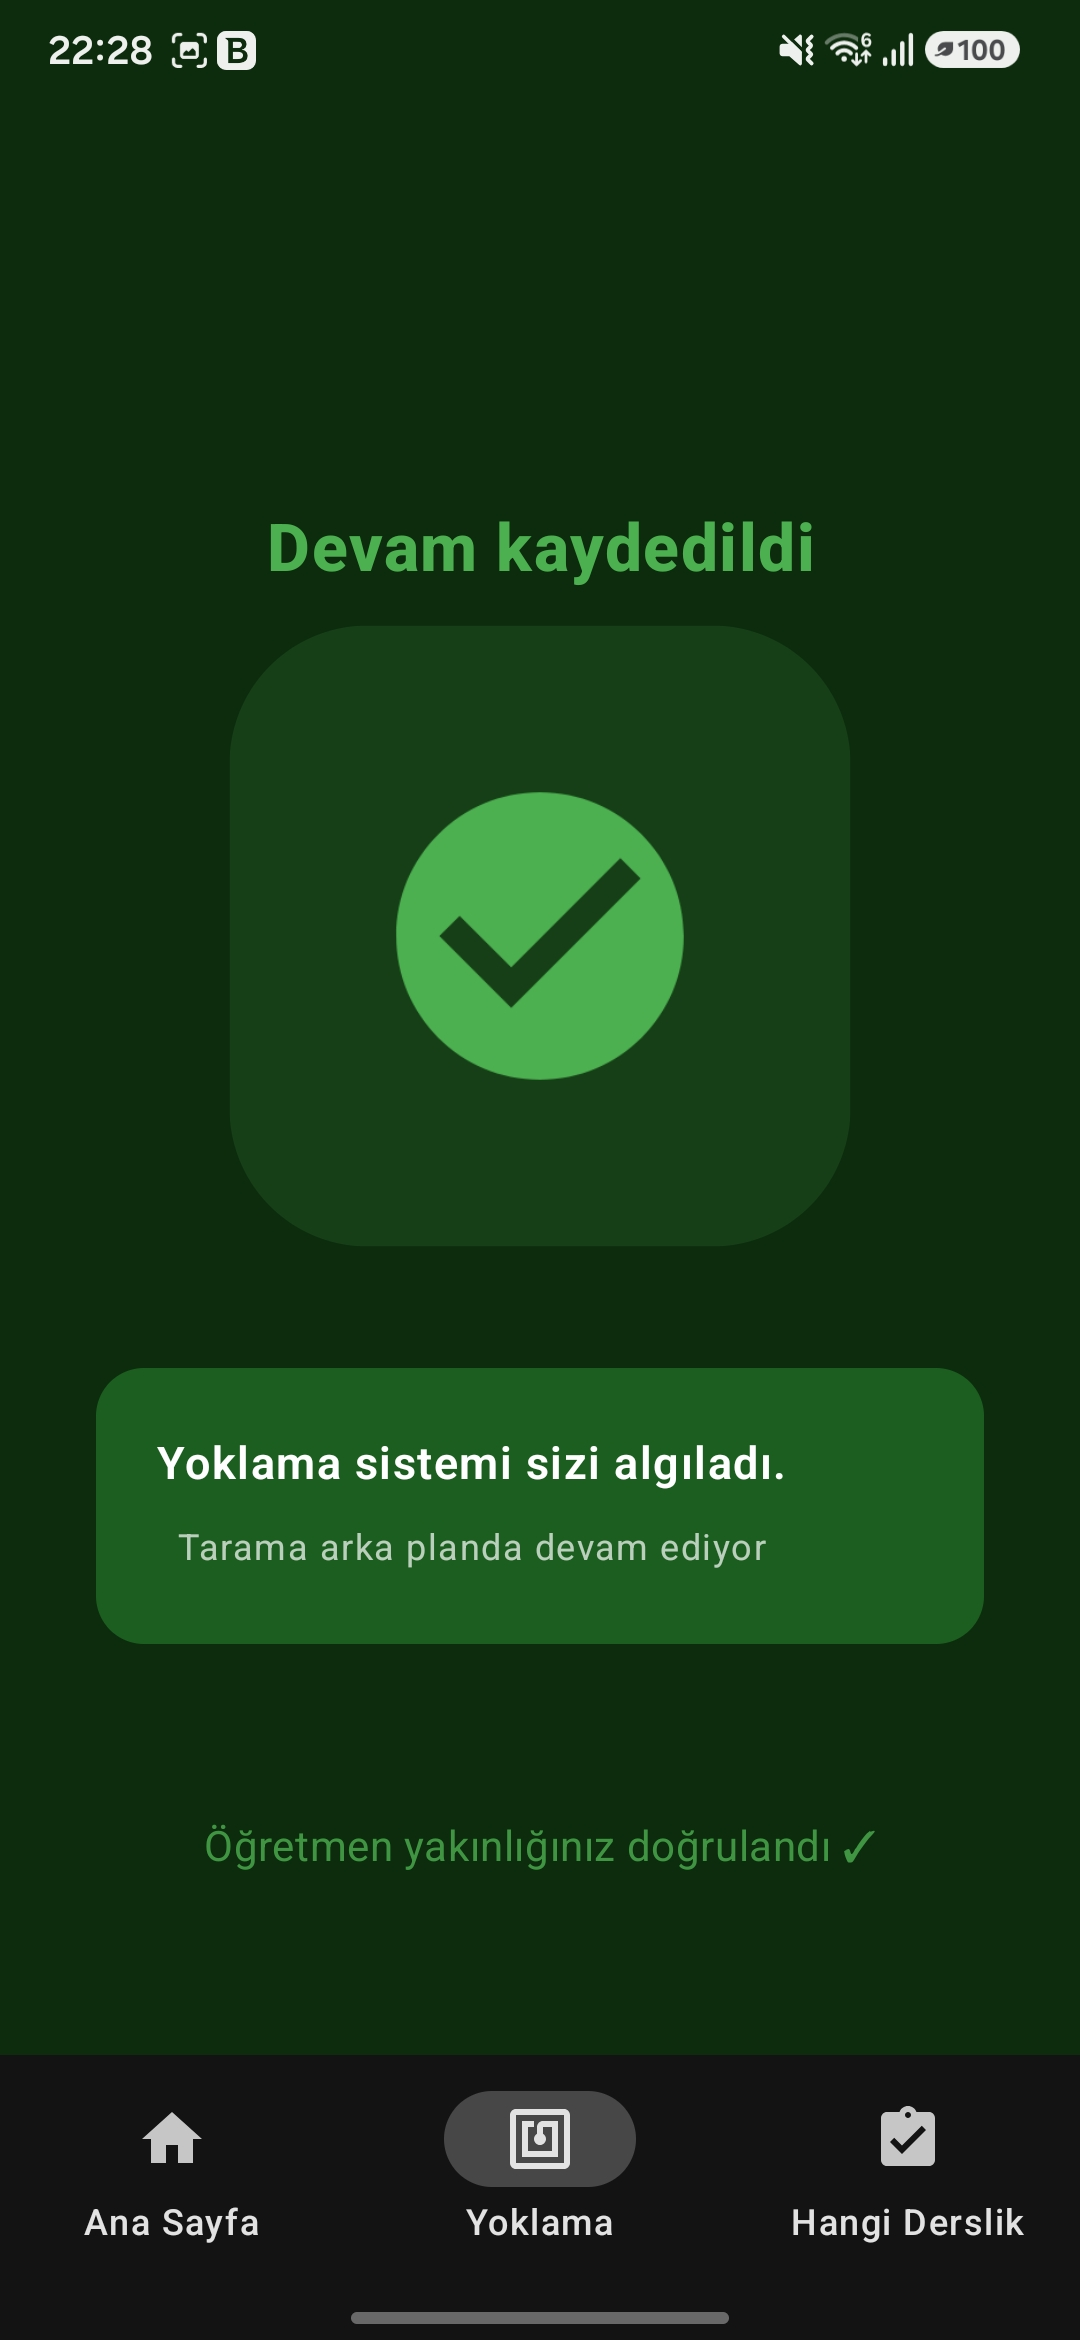 22:28 B 6 100
Devam kaydedildi
Yoklama sistemi sizi algıladı.
Tarama arka planda devam ediyor
Öğretmen yakınlığınız doğrulandı ✓
Ana Sayfa Yoklama Hangi Derslik